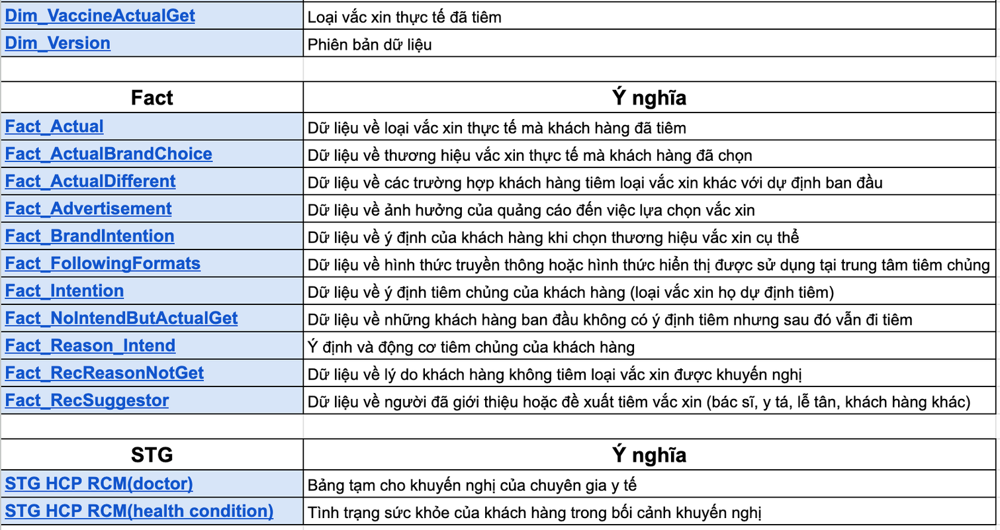 Dim_VaccineActualGet Loại vắc xin thực tế đã tiêm
Dim_Version Phiên bản dữ liệu
Fact Ý nghĩa
Fact_Actual Dữ liệu về loại vắc xin thực tế mà khách hàng đã tiêm
Fact_ActualBrandChoice Dữ liệu về thương hiệu vắc xin thực tế mà khách hàng đã chọn
Fact_ActualDifferent Dữ liệu về các trường hợp khách hàng tiêm loại vắc xin khác với dự định ban đầu
Fact_Advertisement Dữ liệu về ảnh hưởng của quảng cáo đến việc lựa chọn vắc xin
Fact_BrandIntention Dữ liệu về ý định của khách hàng khi chọn thương hiệu vắc xin cụ thể
Fact_FollowingFormats Dữ liệu về hình thức truyền thông hoặc hình thức hiển thị được sử dụng tại trung tâm tiêm chủng
Fact_Intention Dữ liệu về ý định tiêm chủng của khách hàng (loại vắc xin họ dự định tiêm)
Fact_NoIntendButActualGet Dữ liệu về những khách hàng ban đầu không có ý định tiêm nhưng sau đó vẫn đi tiêm
Fact_Reason_Intend Ý định và động cơ tiêm chủng của khách hàng
Fact_RecReasonNotGet Dữ liệu về lý do khách hàng không tiêm loại vắc xin được khuyến nghị
Fact_RecSuggestor Dữ liệu về người đã giới thiệu hoặc đề xuất tiêm vắc xin (bác sĩ, y tá, lễ tân, khách hàng khác)
STG Ý nghĩa
STG HCP RCM(doctor) Bảng tạm cho khuyến nghị của chuyên gia y tế
STG HCP RCM(health condition) Tình trạng sức khỏe của khách hàng trong bối cảnh khuyến nghị